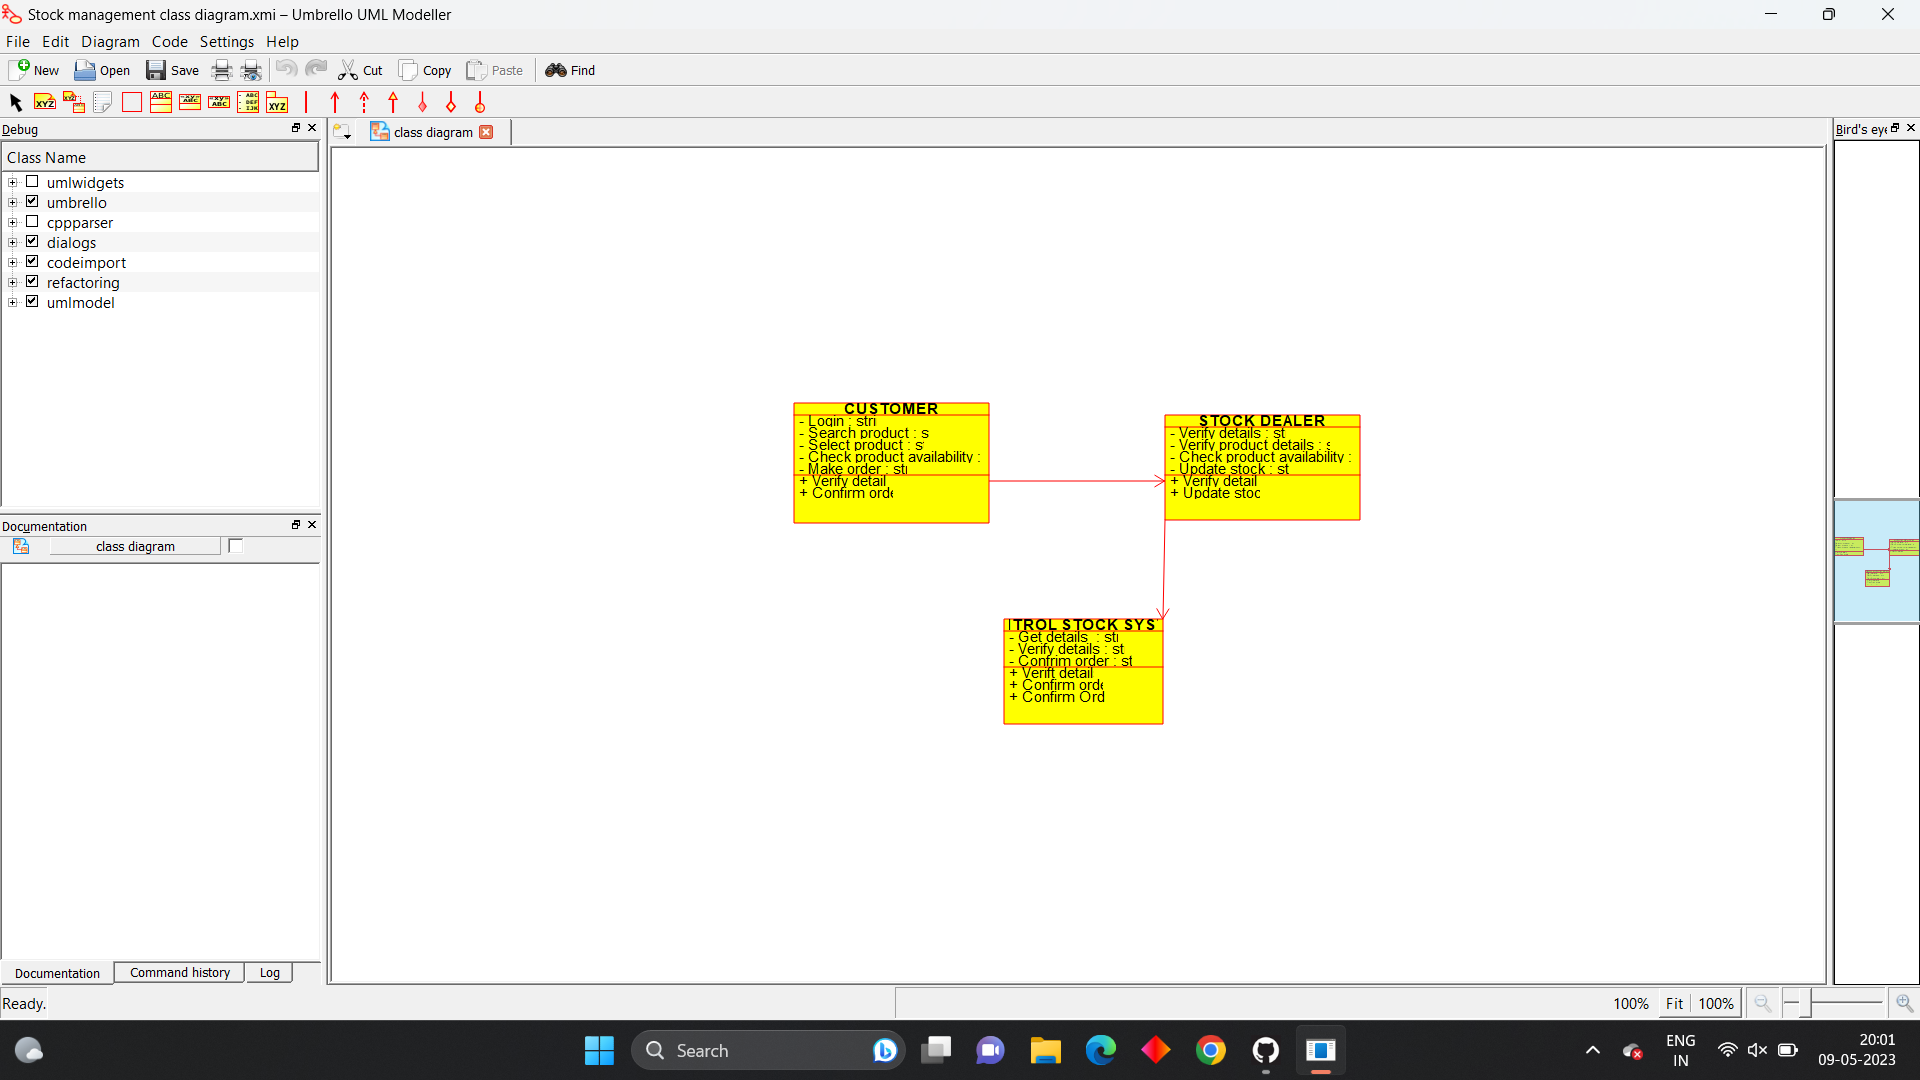 Stock management class diagram.xmi – Umbrello UML Modeller
File Edit Diagram Code Settings Help
New Open Save Cut Copy Paste Find
Debug
Class Name
umlwidgets
umbrello
cppparser
dialogs
codeimport
refactoring
umlmodel
Documentation
class diagram
Documentation Command history Log
class diagram
CUSTOMER
- Login : stri
- Search product : s
- Select product : s
- Check product availability :
- Make order : stri
+ Verify detail
+ Confirm orde
STOCK DEALER
- Verify details : st
- Verify product details : s
- Check product availability :
- Update stock : st
+ Verify detail
+ Update stoc
TROL STOCK SYS
- Get details : stri
- Verify details : st
- Confrim order : st
+ Verift detail
+ Confirm orde
+ Confirm Ord
Bird's eye
Ready.
100% Fit 100%
Search
ENG
IN
20:01
09-05-2023